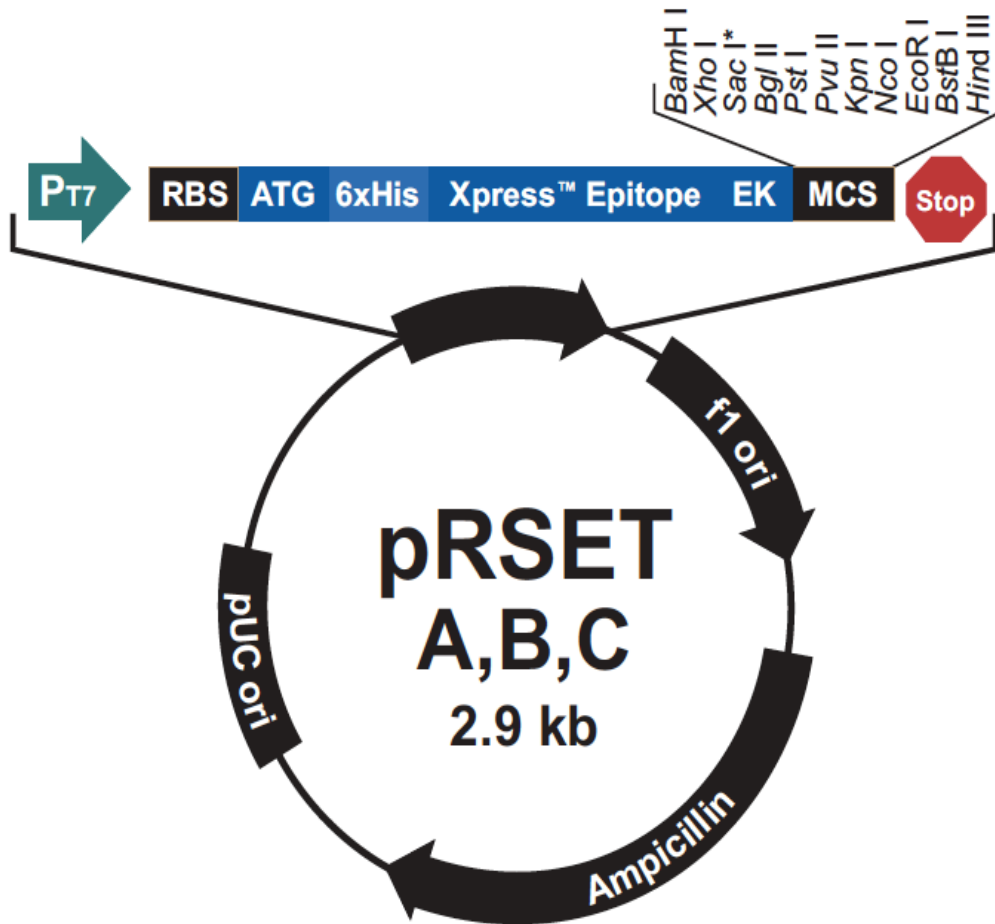 BamH I
Xho I
Sac I*
Bgl II
Pst I
Pvu II
Kpn I
Nco I
EcoR I
BstB I
Hind III
PT7
RBS
ATG
6xHis
Xpress™ Epitope
EK
MCS
Stop
f1 ori
pRSET
A,B,C
2.9 kb
pUC ori
Ampicillin